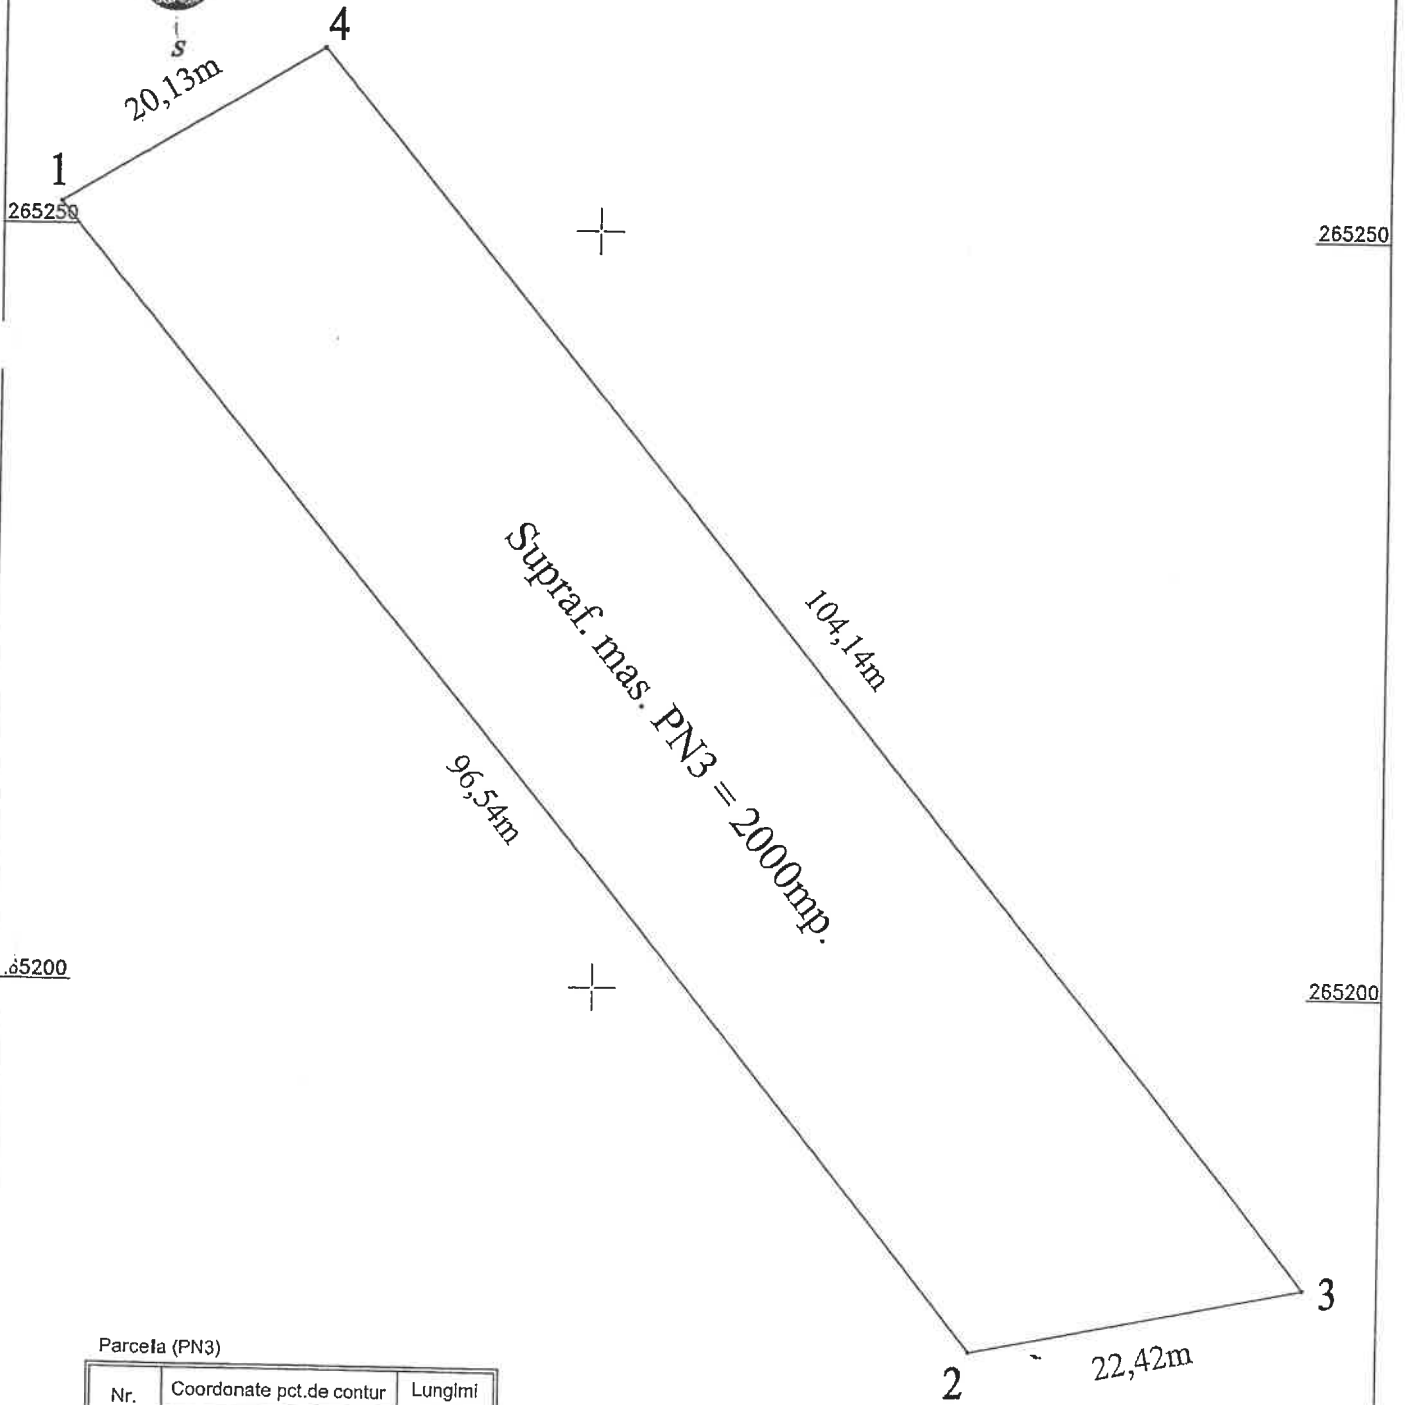 s
4
20,13m
1
265250
265250
104,14m
Supraf. mas. PN3 = 2000mp.
96,54m
65200
265200
3
22,42m
2
Parcela (PN3)
Nr.
Coordonate pct.de contur
Lungimi